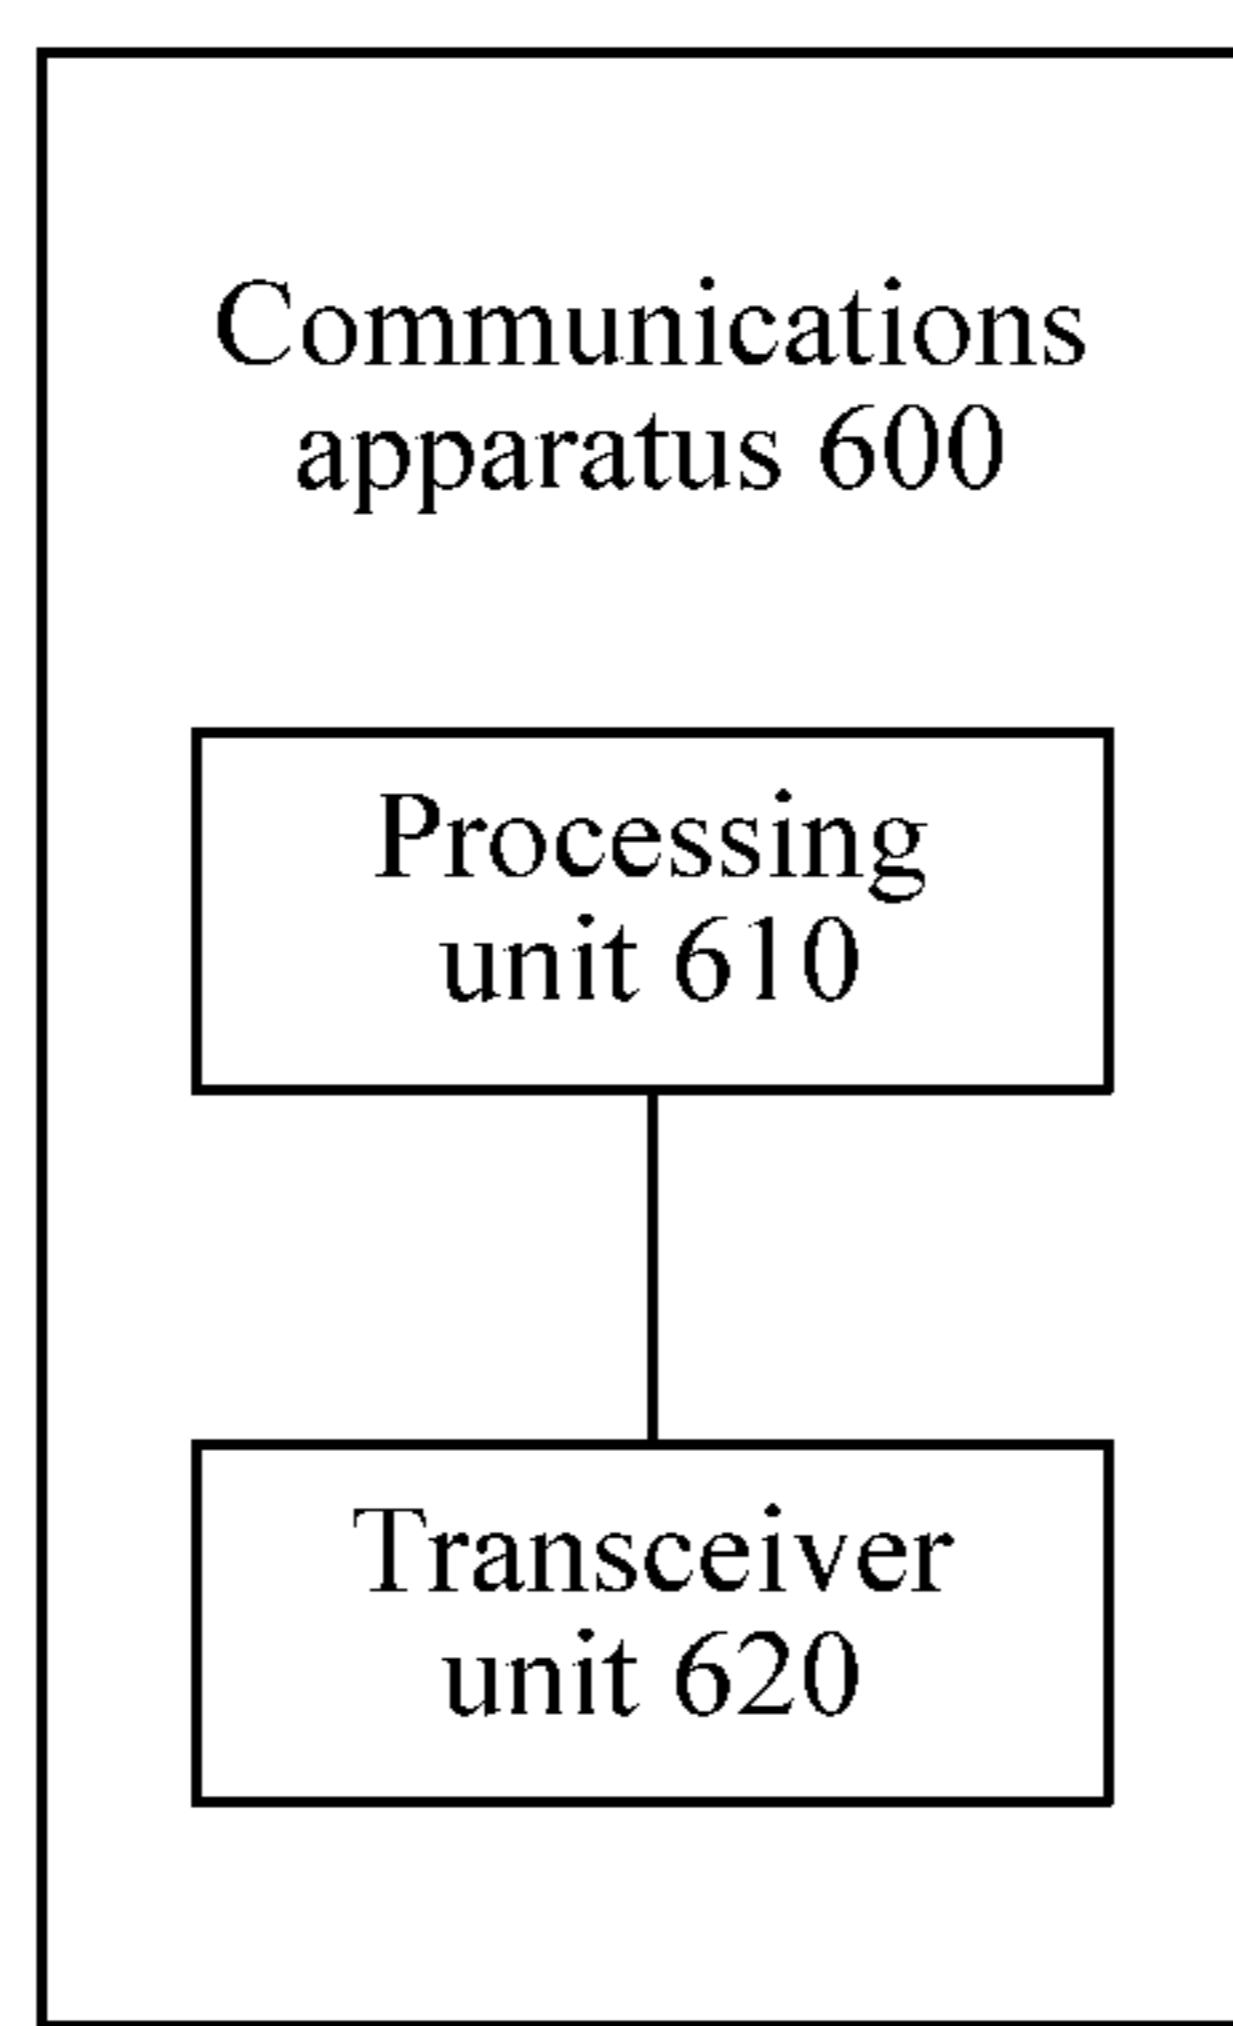 Communications
apparatus 600
Processing
unit 610
Transceiver
unit 620